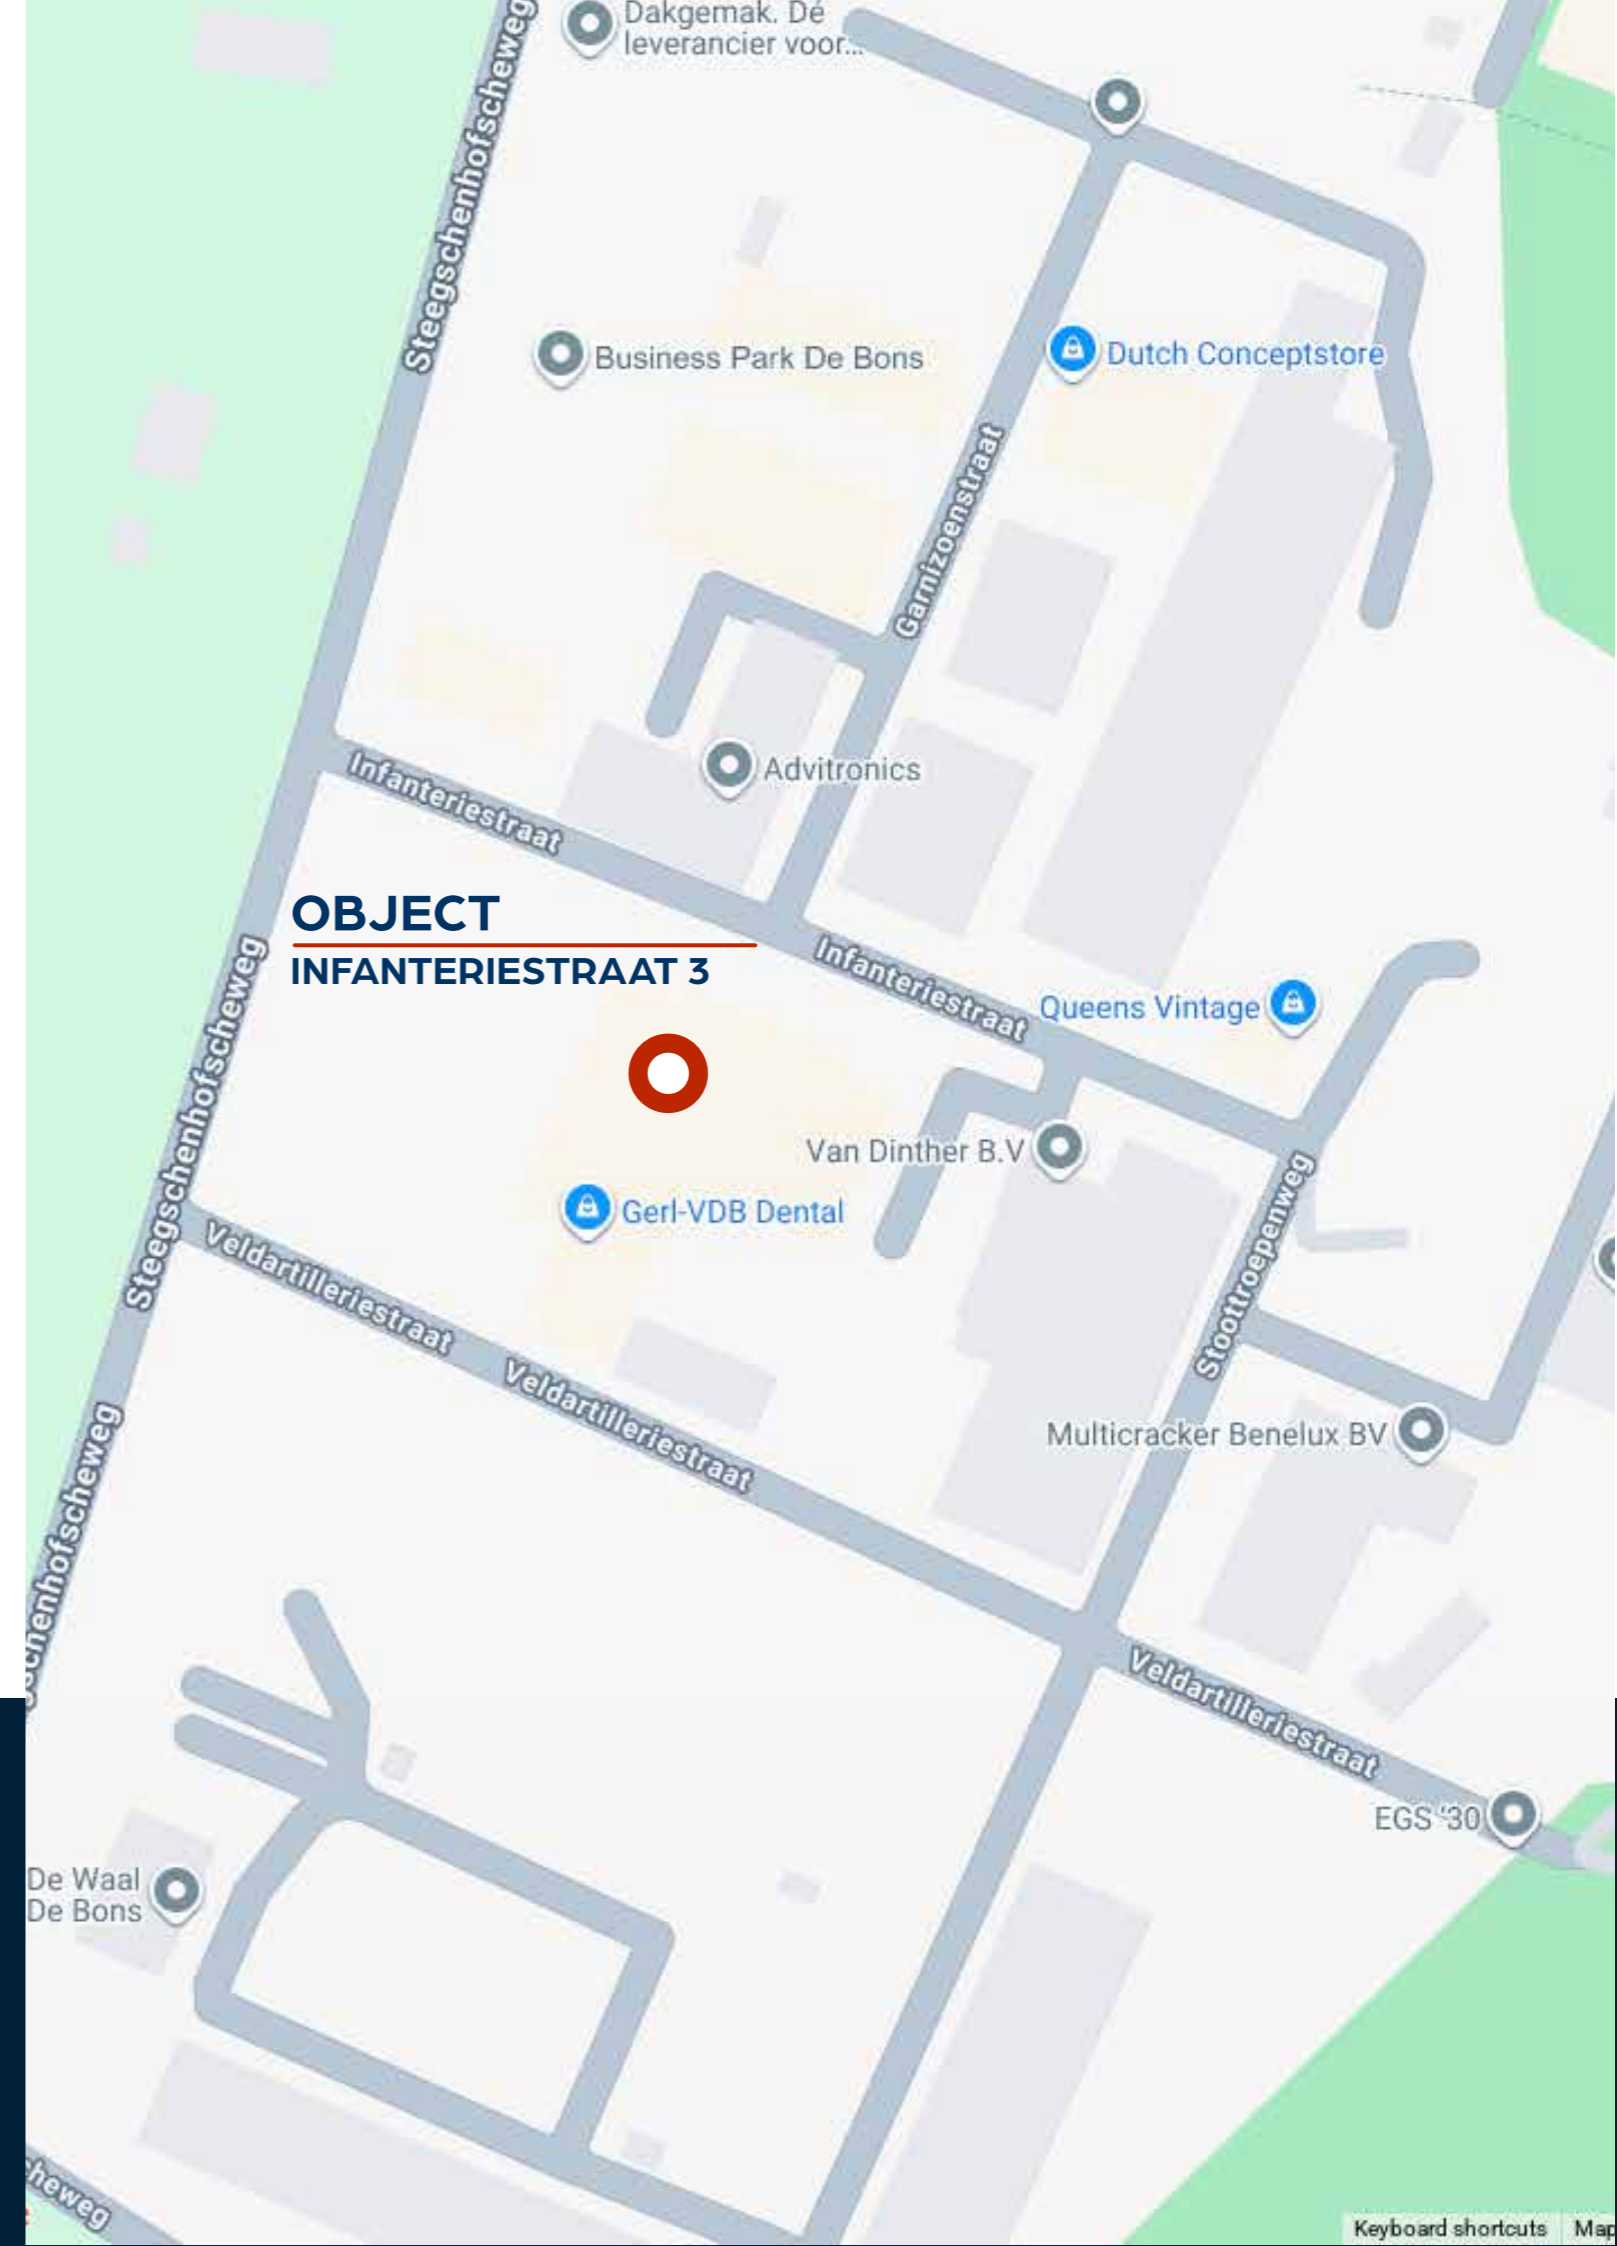 Dakgemak. Dé
leverancier voor...
Steegschenhofscheweg
Business Park De Bons
Dutch Conceptstore
Garnizoenstraat
Advitronics
Infanteriestraat
OBJECT
INFANTERIESTRAAT 3
Infanteriestraat
Queens Vintage
Steegschenhofscheweg
Van Dinther B.V
Gerl-VDB Dental
Stoottroepenweg
Veldartilleriestraat
Veldartilleriestraat
Multicracker Benelux BV
schenhofscheweg
Veldartilleriestraat
EGS '30
De Waal
De Bons
heweg
Keyboard shortcuts
Map